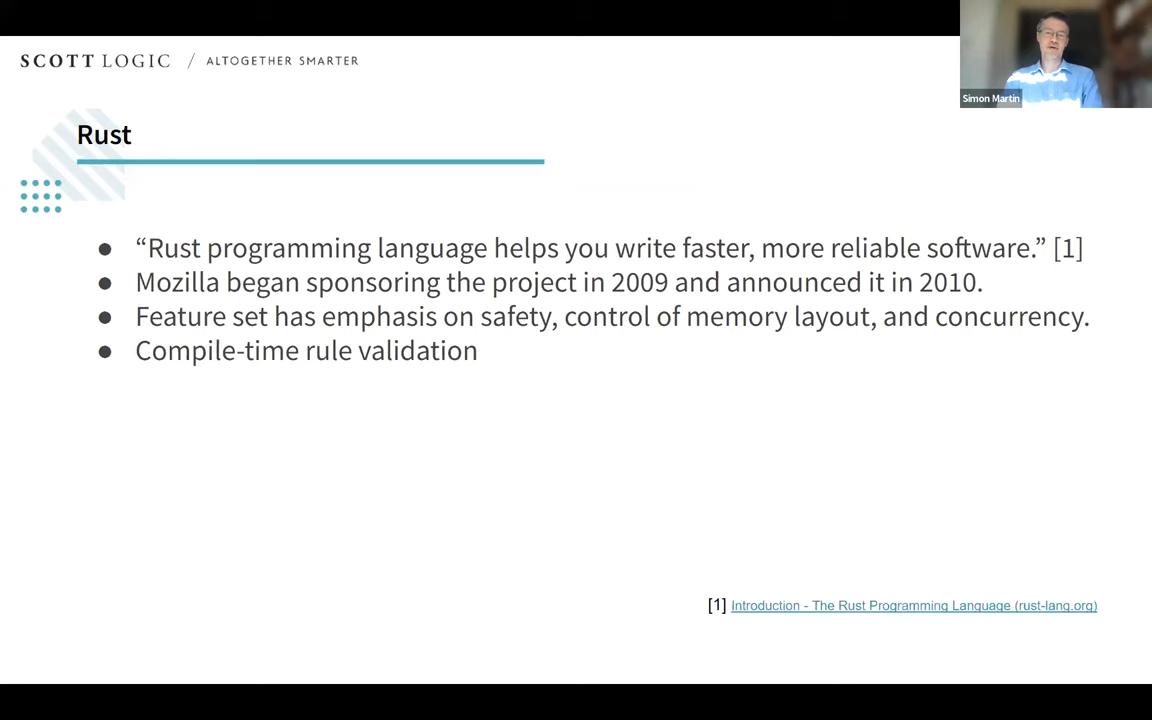 SCOTT LOGIC / ALTOGETHER SMARTER
Simon Martin
Rust
● “Rust programming language helps you write faster, more reliable software.” [1]
● Mozilla began sponsoring the project in 2009 and announced it in 2010.
● Feature set has emphasis on safety, control of memory layout, and concurrency.
● Compile-time rule validation
[1] Introduction - The Rust Programming Language (rust-lang.org)